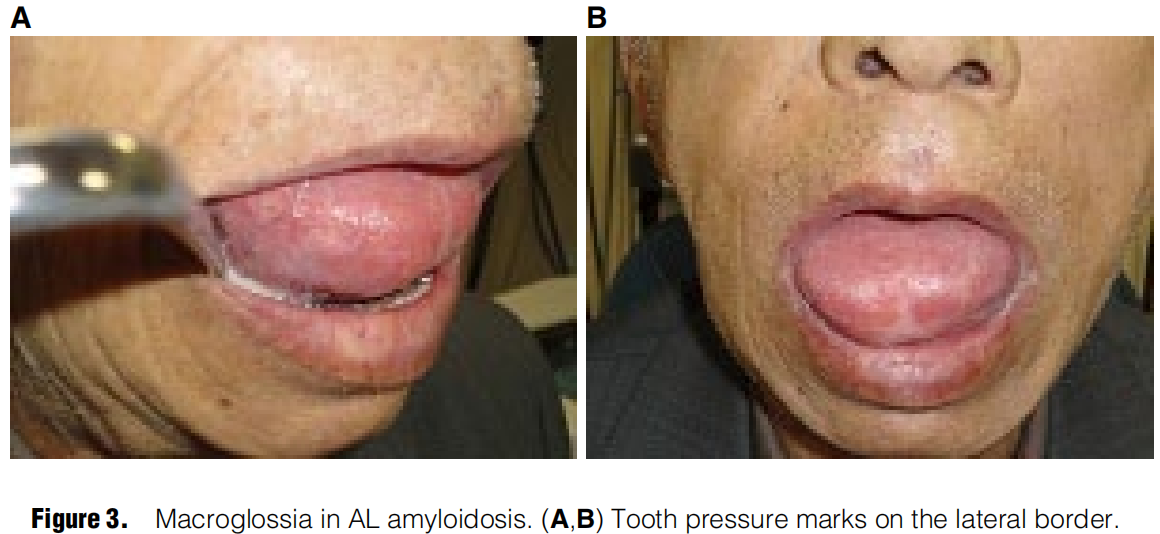 A B
Figure 3. Macroglossia in AL amyloidosis. (A,B) Tooth pressure marks on the lateral border.